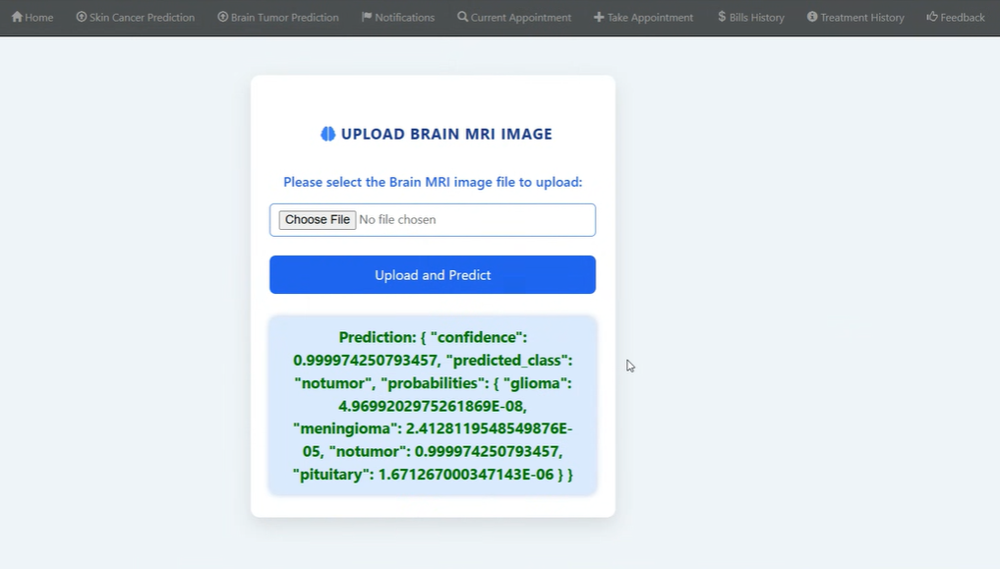 Home Skin Cancer Prediction Brain Tumor Prediction Notifications Current Appointment Take Appointment Bills History Treatment History Feedback
UPLOAD BRAIN MRI IMAGE
Please select the Brain MRI image file to upload:
Choose File No file chosen
Upload and Predict
Prediction: { "confidence":
0.999974250793457, "predicted_class":
"notumor", "probabilities": { "glioma":
4.9699202975261869E-08,
"meningioma": 2.4128119548549876E-
05, "notumor": 0.999974250793457,
"pituitary": 1.671267000347143E-06 } }